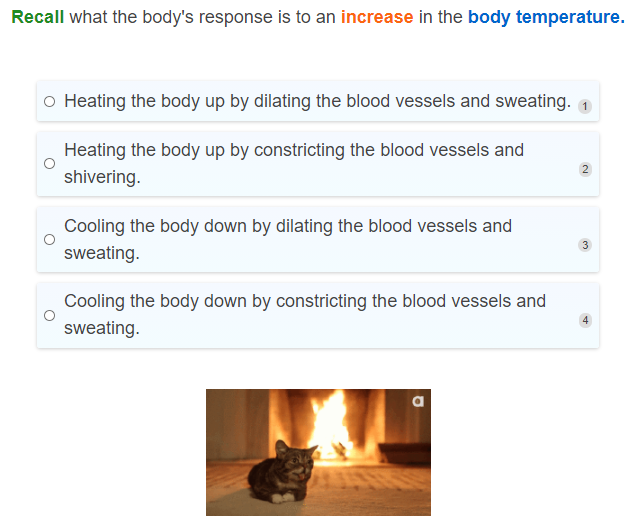 Recall what the body's response is to an increase in the body temperature.
Heating the body up by dilating the blood vessels and sweating. 1
Heating the body up by constricting the blood vessels and
shivering. 2
Cooling the body down by dilating the blood vessels and
sweating. 3
Cooling the body down by constricting the blood vessels and
sweating. 4
a